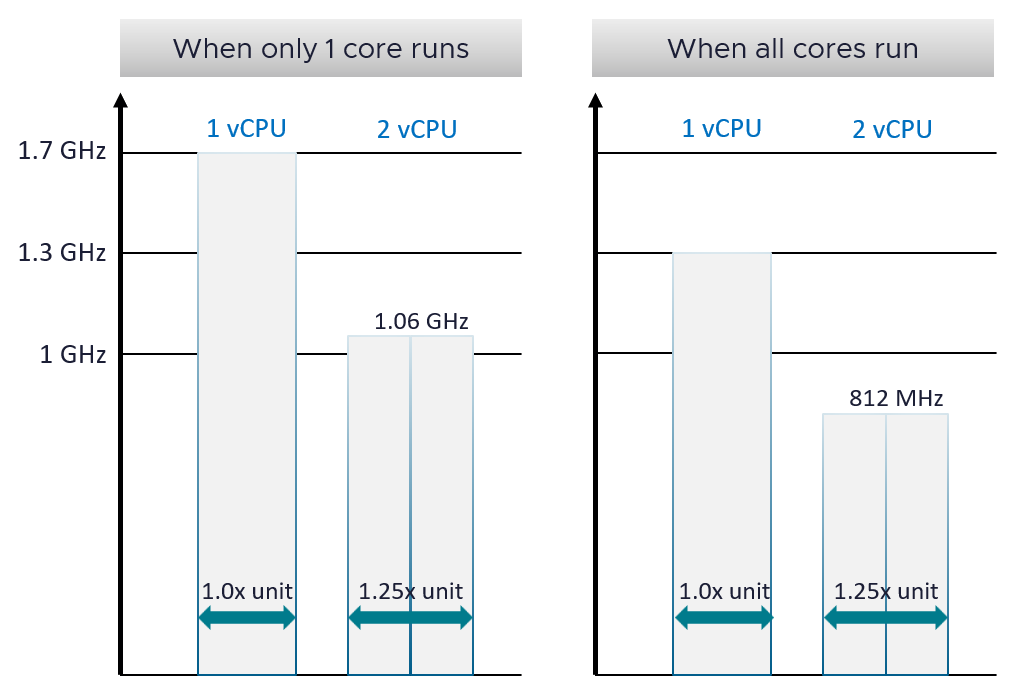 When only 1 core runs
1 vCPU
2 vCPU
1.7 GHz
1.3 GHz
1.06 GHz
1 GHz
1.0x unit
1.25x unit
When all cores run
1 vCPU
2 vCPU
812 MHz
1.0x unit
1.25x unit